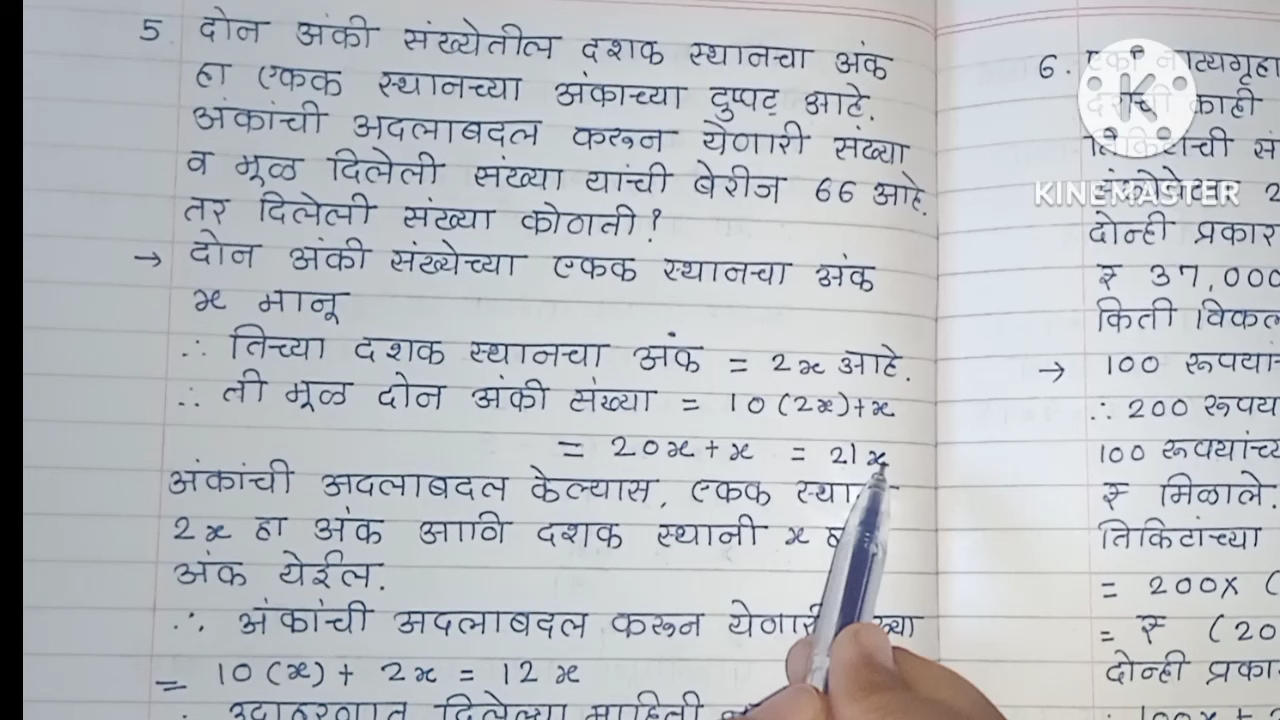 5 दोन अंकी संख्येतील दशक स्थानचा अंक
हा एकक स्थानच्या अंकाच्या दुप्पट आहे.
अंकांची अदलाबदल करून येणारी संख्या
व मूळ दिलेली संख्या यांची बेरीज 66 आहे.
तर दिलेली संख्या कोणती?
→ दोन अंकी संख्येच्या एकक स्थानचा अंक
x मानू
∴ तिच्या दशक स्थानचा अंक = 2x आहे.
∴ ती मूळ दोन अंकी संख्या = 10(2x)+x
= 20x+x = 21x
अंकांची अदलाबदल केल्यास, एकक
2x हा अंक आणि दशक स्थानी x
अंक येईल.
∴ अंकांची अदलाबदल करून येणारी
= 10(x) + 2x = 12x
उदाहरणात दिलेल्या माहिती
6.
काही
दोन्ही प्रकार
₹ 37,000
किती
→ 100 रूपयां
∴ 200 रूपय
100 रूपयांच्य
₹ मिळाले.
तिकिटांच्या
= 200X (
= ₹ (20
दोन्ही प्रका
K
KINEMASTER